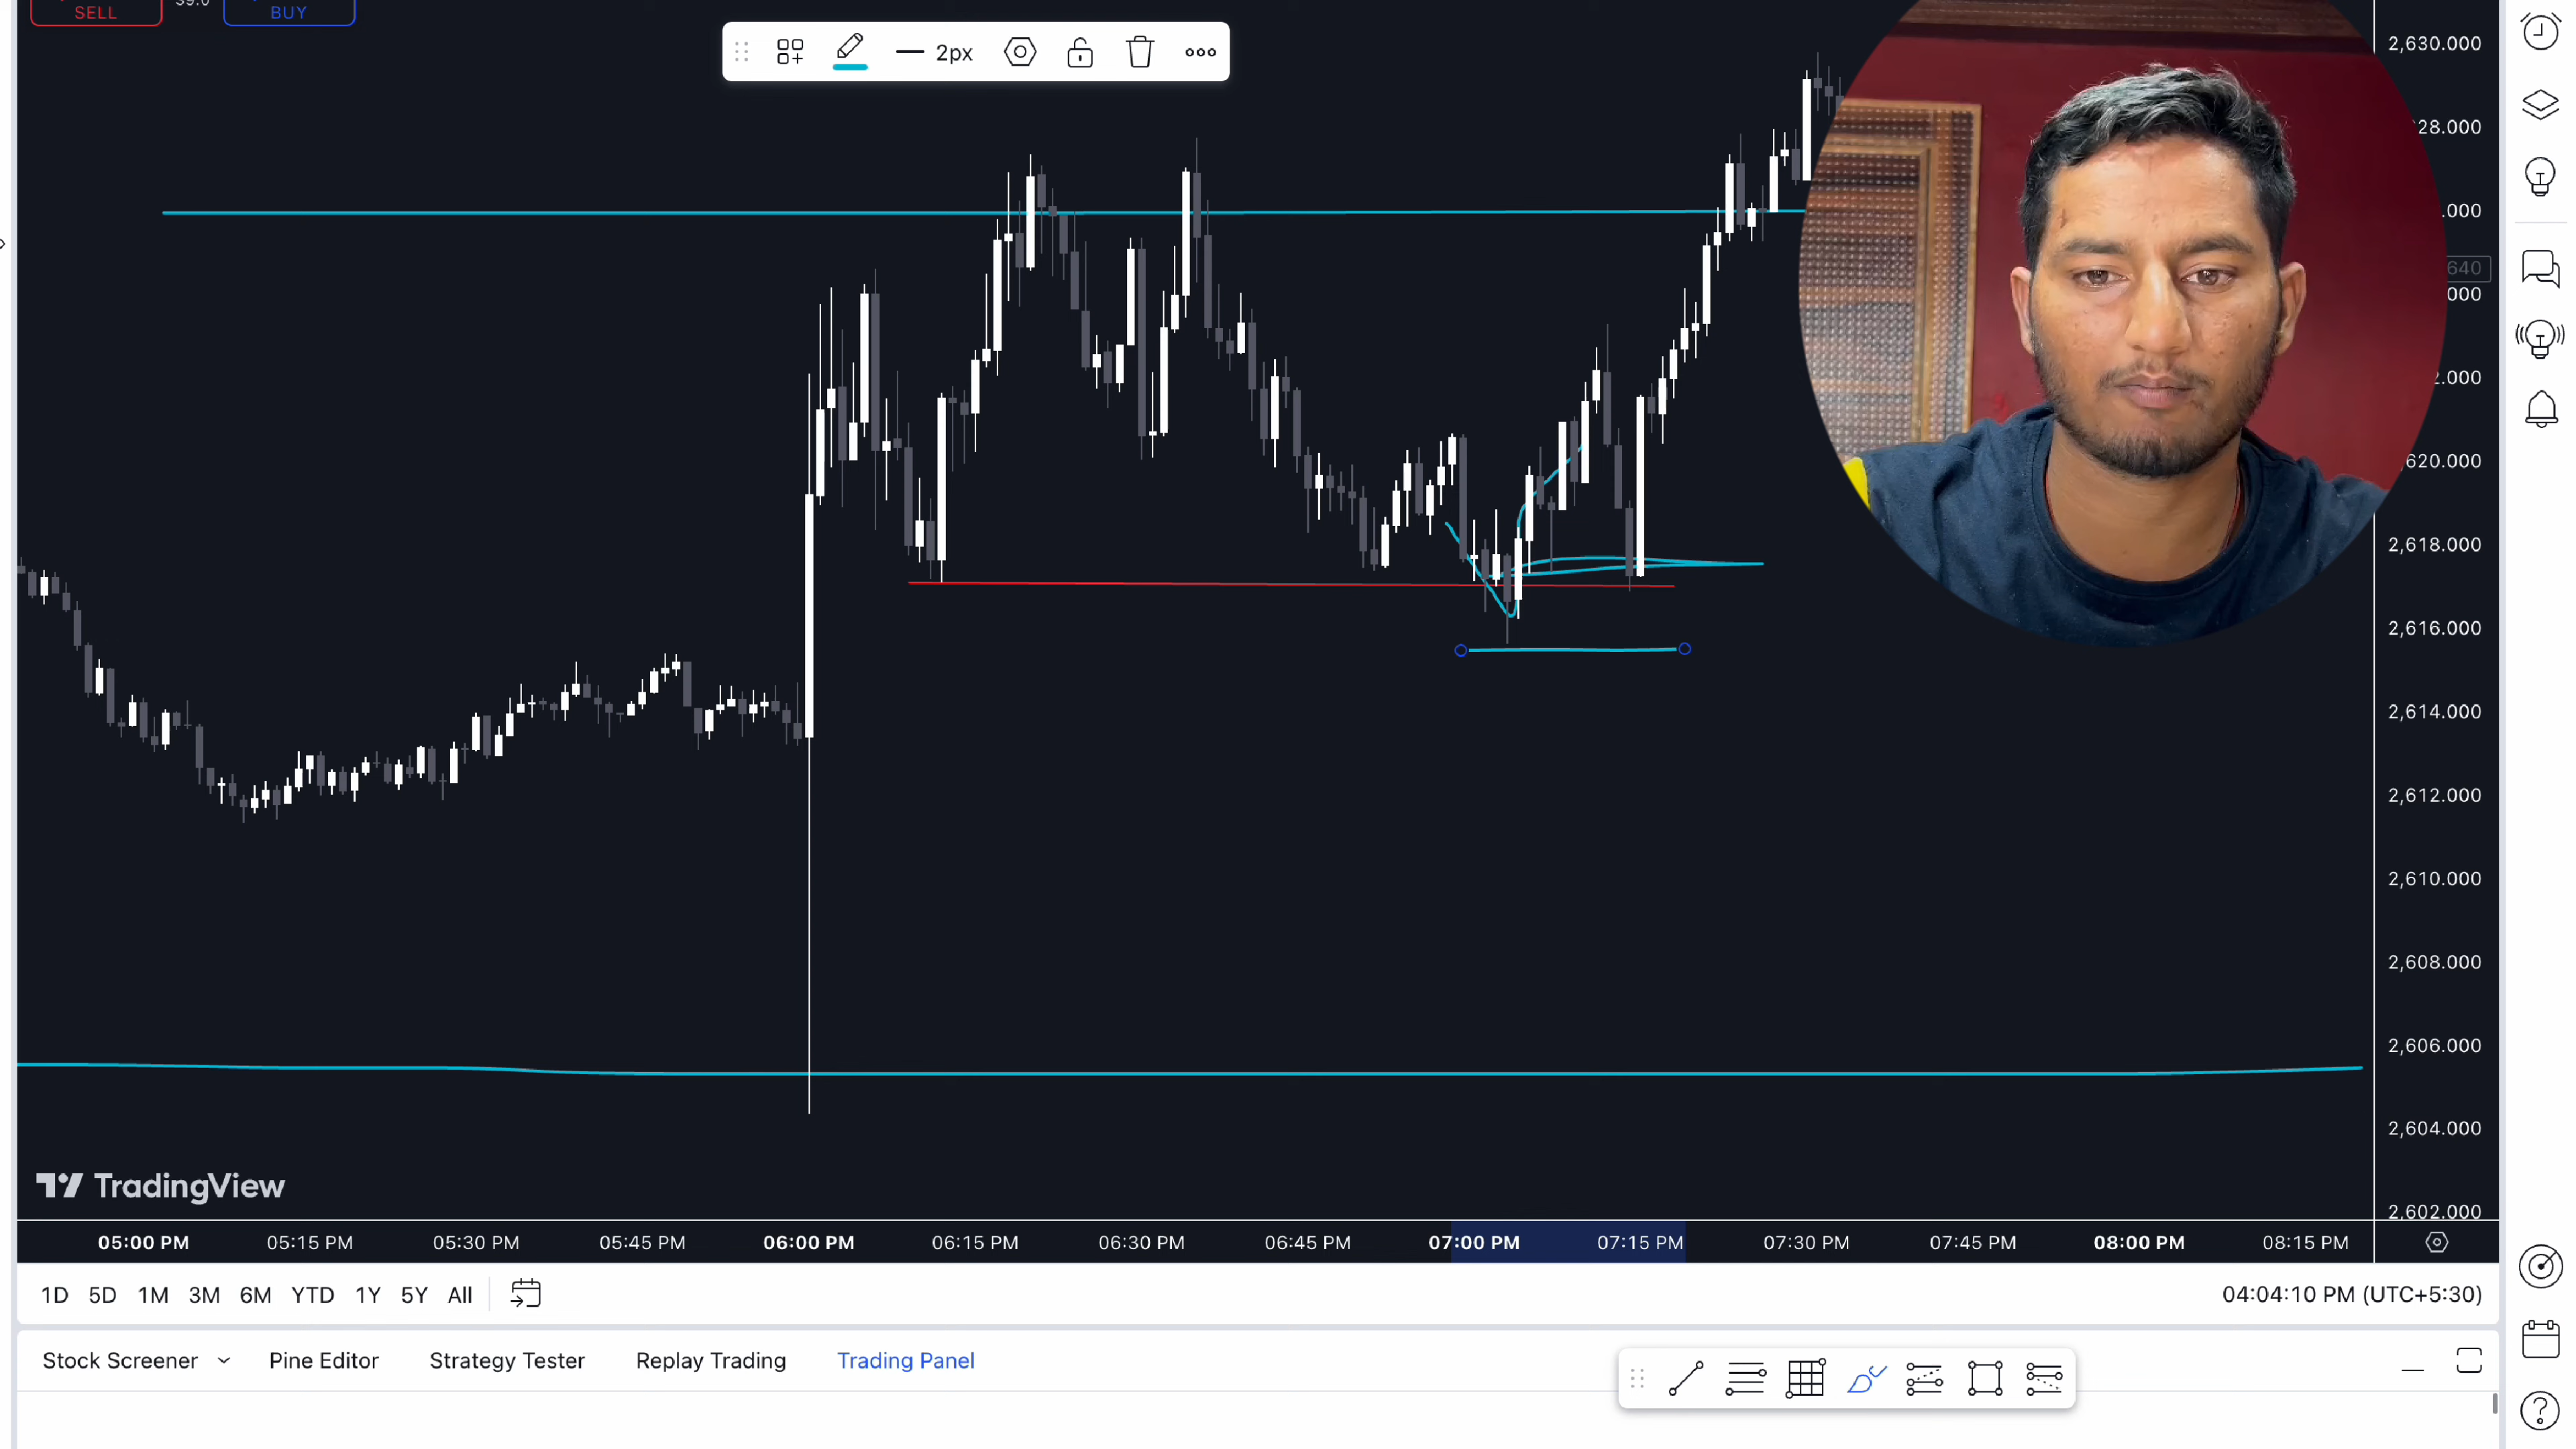 SELL
BUY
2px
2,630.000
28.000
.000
640
000
2.000
620.000
2,618.000
2,616.000
2,614.000
2,612.000
2,610.000
2,608.000
2,606.000
2,604.000
2,602.000
TradingView
05:00 PM 05:15 PM 05:30 PM 05:45 PM 06:00 PM 06:15 PM 06:30 PM 06:45 PM 07:00 PM 07:15 PM 07:30 PM 07:45 PM 08:00 PM 08:15 PM
1D 5D 1M 3M 6M YTD 1Y 5Y All 04:04:10 PM (UTC+5:30)
Stock Screener Pine Editor Strategy Tester Replay Trading Trading Panel